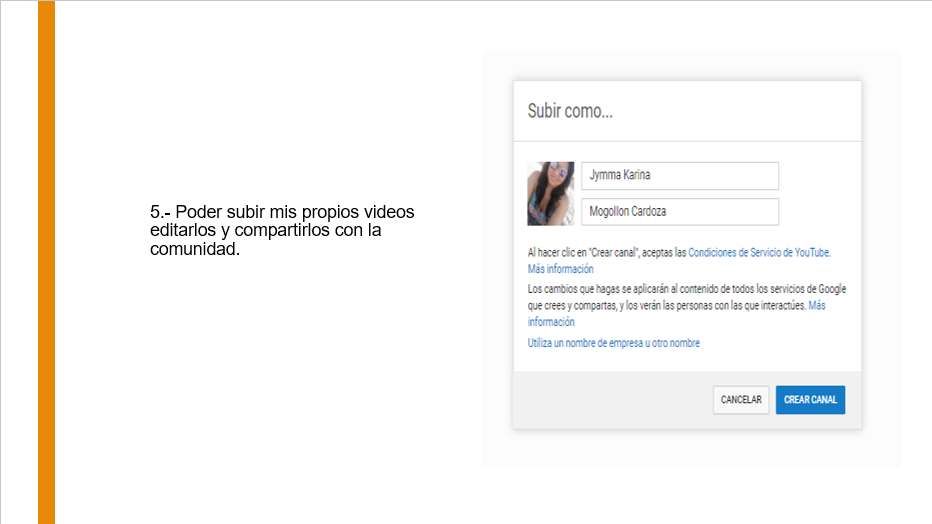 5.- Poder subir mis propios videos
editarlos y compartirlos con la
comunidad.
Subir como...
Jymma Karina
Mogollon Cardoza
Al hacer clic en "Crear canal", aceptas las Condiciones de Servicio de YouTube.
Más información
Los cambios que hagas se aplicarán al contenido de todos los servicios de Google
que crees y compartas, y los verán las personas con las que interactúes. Más
información
Utiliza un nombre de empresa u otro nombre
CANCELAR
CREAR CANAL